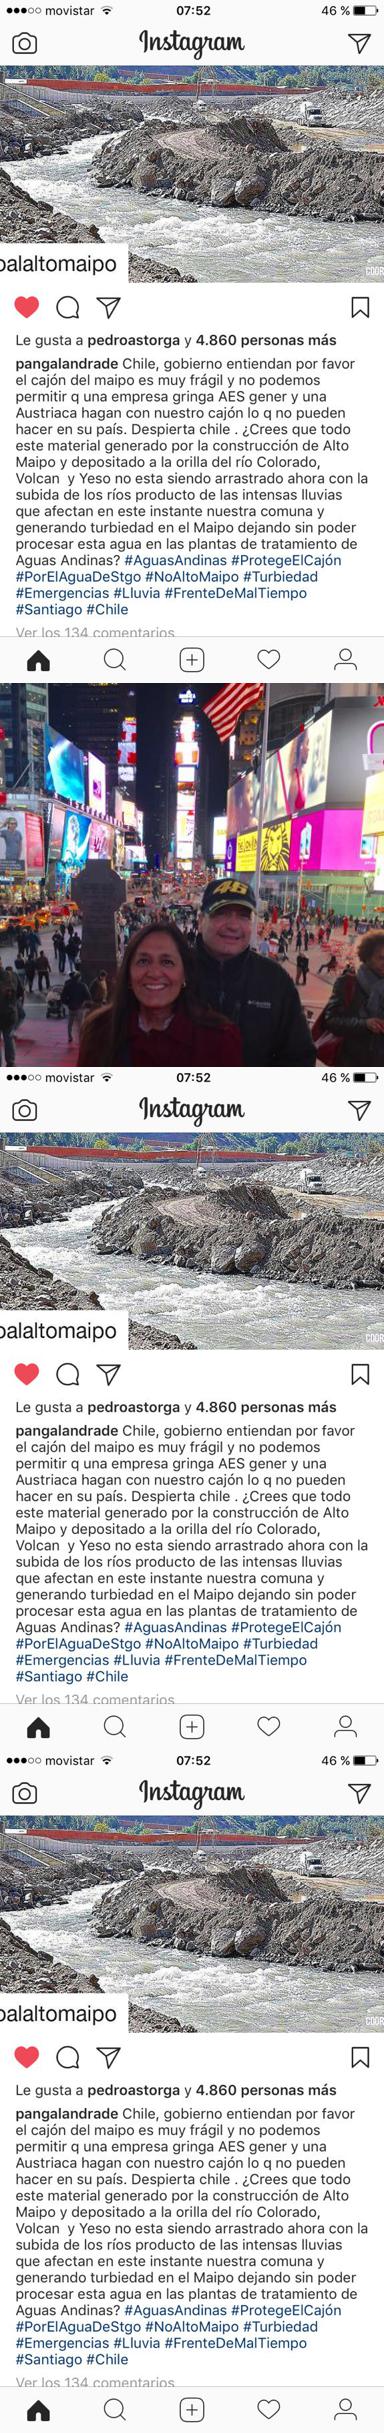 movistar 07:52 46 %
Instagram
palaltomaipo
COOR
Le gusta a pedroastorga y 4.860 personas más
pangalandrade Chile, gobierno entiendan por favor
el cajón del maipo es muy frágil y no podemos
permitir q una empresa gringa AES gener y una
Austriaca hagan con nuestro cajón lo q no pueden
hacer en su país. Despierta chile . ¿Crees que todo
este material generado por la construcción de Alto
Maipo y depositado a la orilla del río Colorado,
Volcan  y Yeso no esta siendo arrastrado ahora con la
subida de los ríos producto de las intensas lluvias
que afectan en este instante nuestra comuna y
generando turbiedad en el Maipo dejando sin poder
procesar esta agua en las plantas de tratamiento de
Aguas Andinas? #AguasAndinas #ProtegeElCajón
#PorElAguaDeStgo #NoAltoMaipo #Turbiedad
#Emergencias #Lluvia #FrenteDeMalTiempo
#Santiago #Chile
Ver los 134 comentarios
46
Columbia
movistar 07:52 46 %
Instagram
palaltomaipo
COOR
Le gusta a pedroastorga y 4.860 personas más
pangalandrade Chile, gobierno entiendan por favor
el cajón del maipo es muy frágil y no podemos
permitir q una empresa gringa AES gener y una
Austriaca hagan con nuestro cajón lo q no pueden
hacer en su país. Despierta chile . ¿Crees que todo
este material generado por la construcción de Alto
Maipo y depositado a la orilla del río Colorado,
Volcan  y Yeso no esta siendo arrastrado ahora con la
subida de los ríos producto de las intensas lluvias
que afectan en este instante nuestra comuna y
generando turbiedad en el Maipo dejando sin poder
procesar esta agua en las plantas de tratamiento de
Aguas Andinas? #AguasAndinas #ProtegeElCajón
#PorElAguaDeStgo #NoAltoMaipo #Turbiedad
#Emergencias #Lluvia #FrenteDeMalTiempo
#Santiago #Chile
Ver los 134 comentarios
movistar 07:52 46 %
Instagram
palaltomaipo
COOR
Le gusta a pedroastorga y 4.860 personas más
pangalandrade Chile, gobierno entiendan por favor
el cajón del maipo es muy frágil y no podemos
permitir q una empresa gringa AES gener y una
Austriaca hagan con nuestro cajón lo q no pueden
hacer en su país. Despierta chile . ¿Crees que todo
este material generado por la construcción de Alto
Maipo y depositado a la orilla del río Colorado,
Volcan  y Yeso no esta siendo arrastrado ahora con la
subida de los ríos producto de las intensas lluvias
que afectan en este instante nuestra comuna y
generando turbiedad en el Maipo dejando sin poder
procesar esta agua en las plantas de tratamiento de
Aguas Andinas? #AguasAndinas #ProtegeElCajón
#PorElAguaDeStgo #NoAltoMaipo #Turbiedad
#Emergencias #Lluvia #FrenteDeMalTiempo
#Santiago #Chile
Ver los 134 comentarios